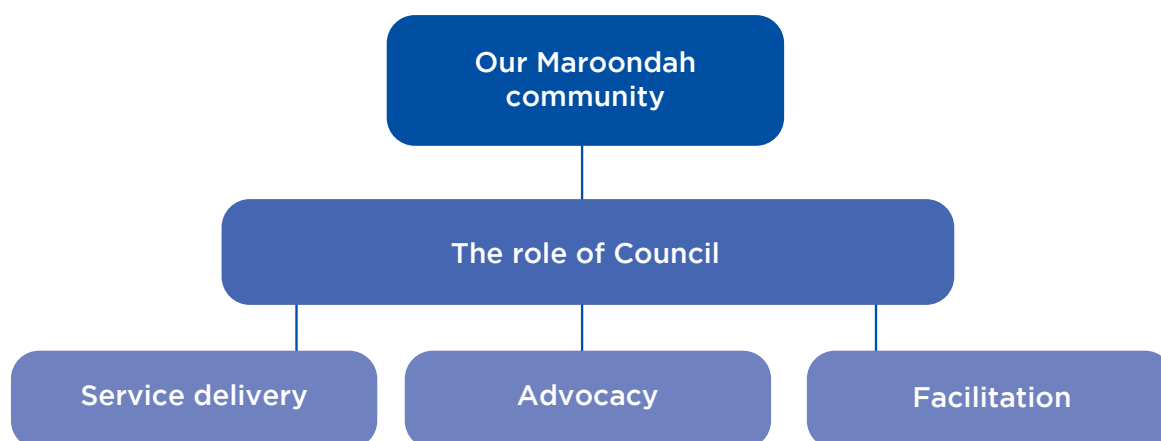 Our Maroondah
community
The role of Council
Service delivery
Advocacy
Facilitation